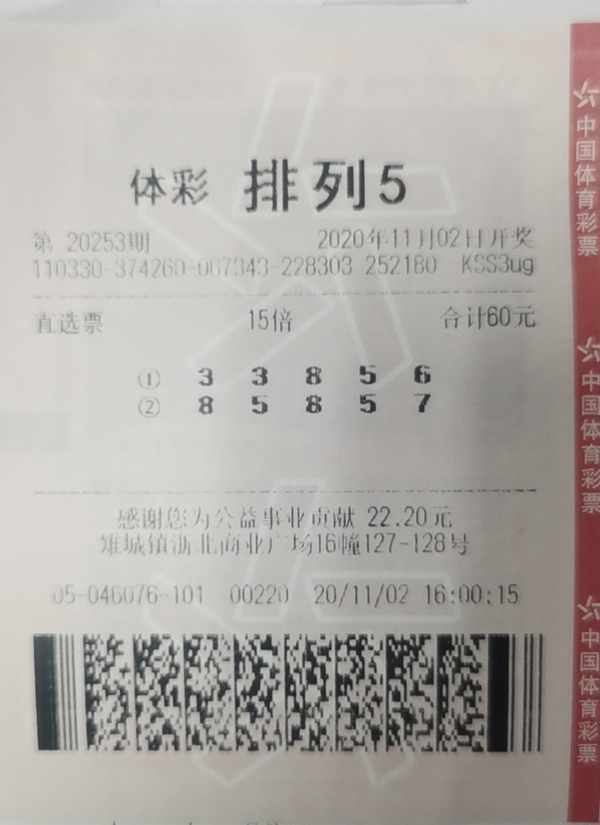 体彩 排列5
第 20253期 2020年11月02日开奖
110330-374260-067343-228303 252180 KSS3ug
直选票 15倍 合计60元
① 3 3 8 5 6
② 8 5 8 5 7
感谢您为公益事业贡献 22.20元
雉城镇浙北商业广场16幢127-128号
05-046076-101 00220 20/11/02 16:00:15
中国体育彩票
中国体育彩票
中国体育彩票